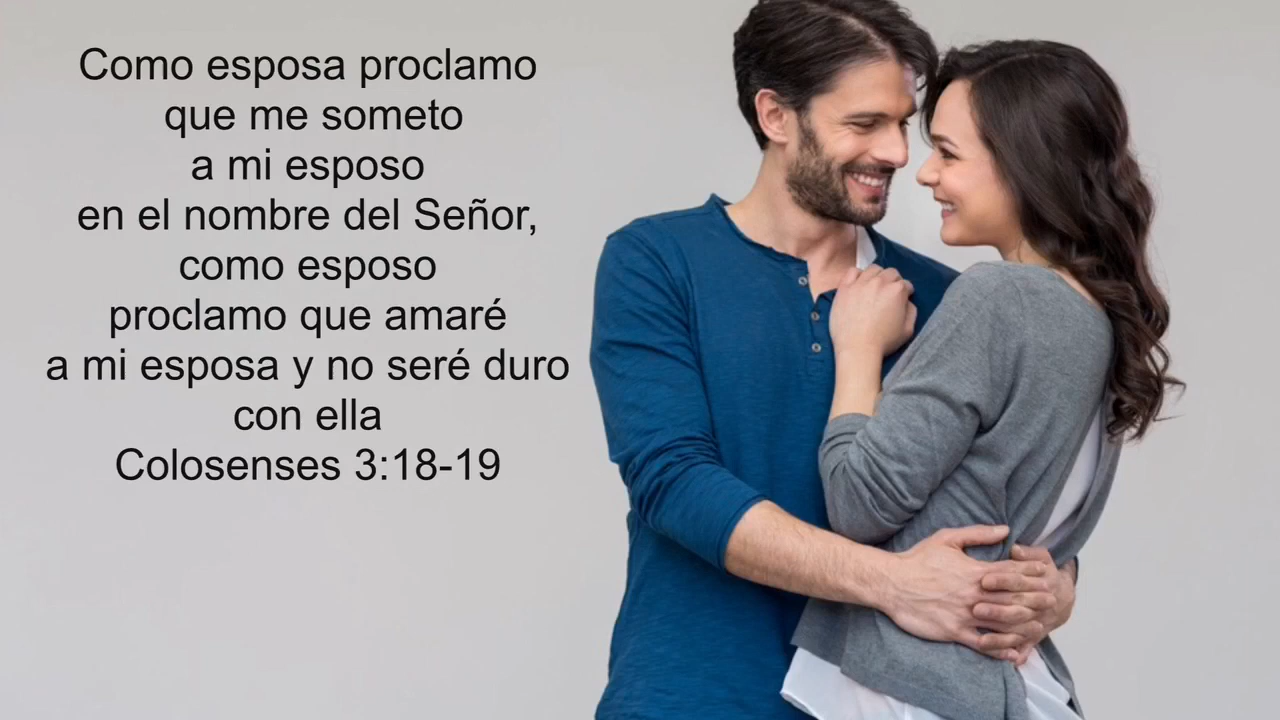 Como esposa proclamo
que me someto
a mi esposo
en el nombre del Señor,
como esposo
proclamo que amaré
a mi esposa y no seré duro
con ella
Colosenses 3:18-19